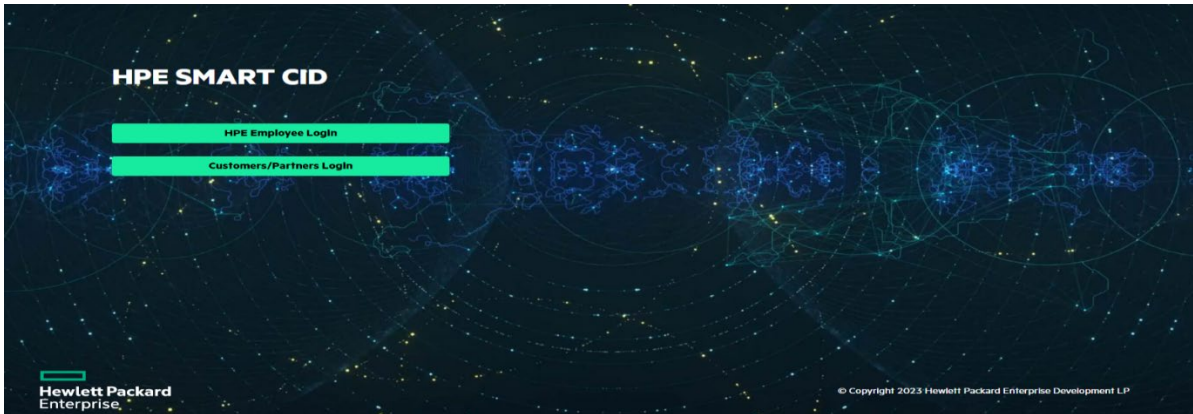 HPE SMART CID
HPE Employee Login
Customers/Partners Login
Hewlett Packard
Enterprise
© Copyright 2023 Hewlett Packard Enterprise Development LP